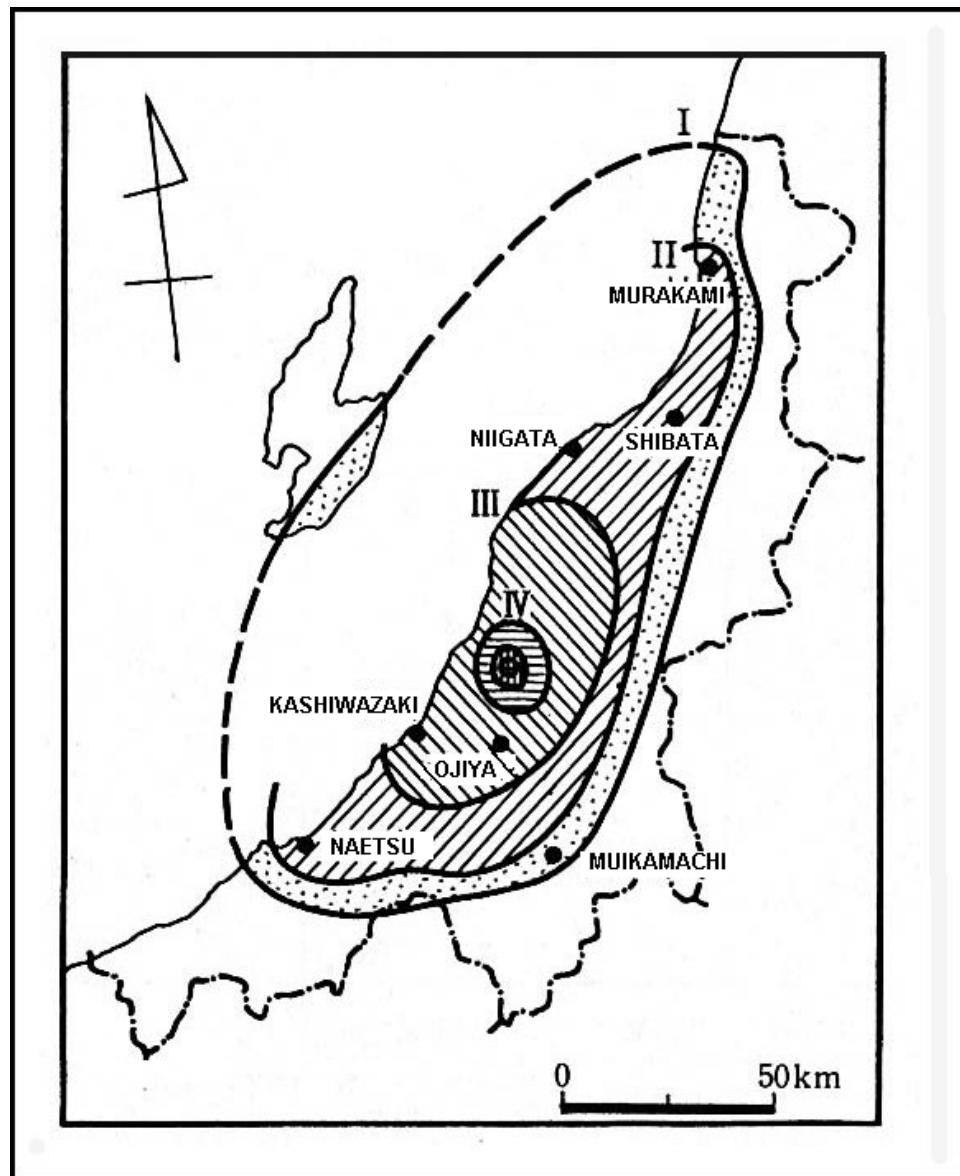 I
II
MURAKAMI
NIIGATA
SHIBATA
III
IV
KASHIWAZAKI
OJIYA
NAETSU
MUIKAMACHI
0 50km